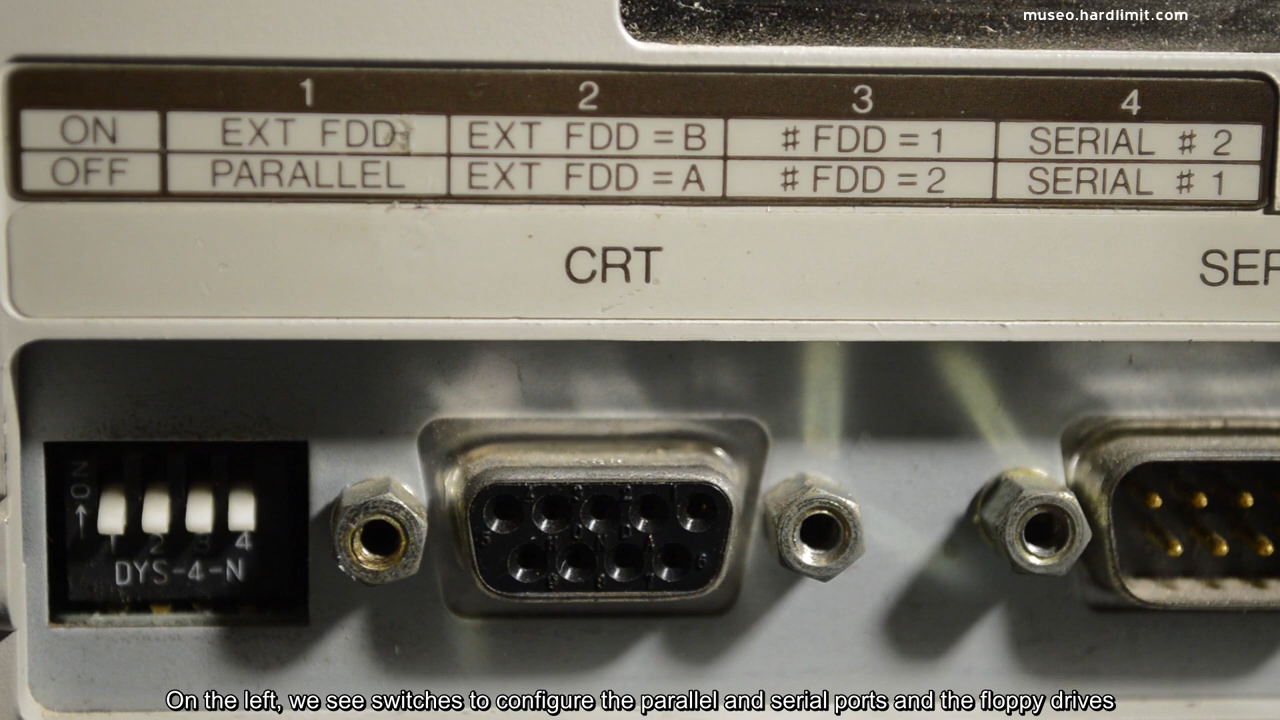 museo.hardlimit.com
1 2 3 4
ON EXT FDD EXT FDD = B # FDD = 1 SERIAL # 2
OFF PARALLEL EXT FDD = A # FDD = 2 SERIAL # 1
CRT SER
ON
1 2 3 4
DYS-4-N
On the left, we see switches to configure the parallel and serial ports and the floppy drives